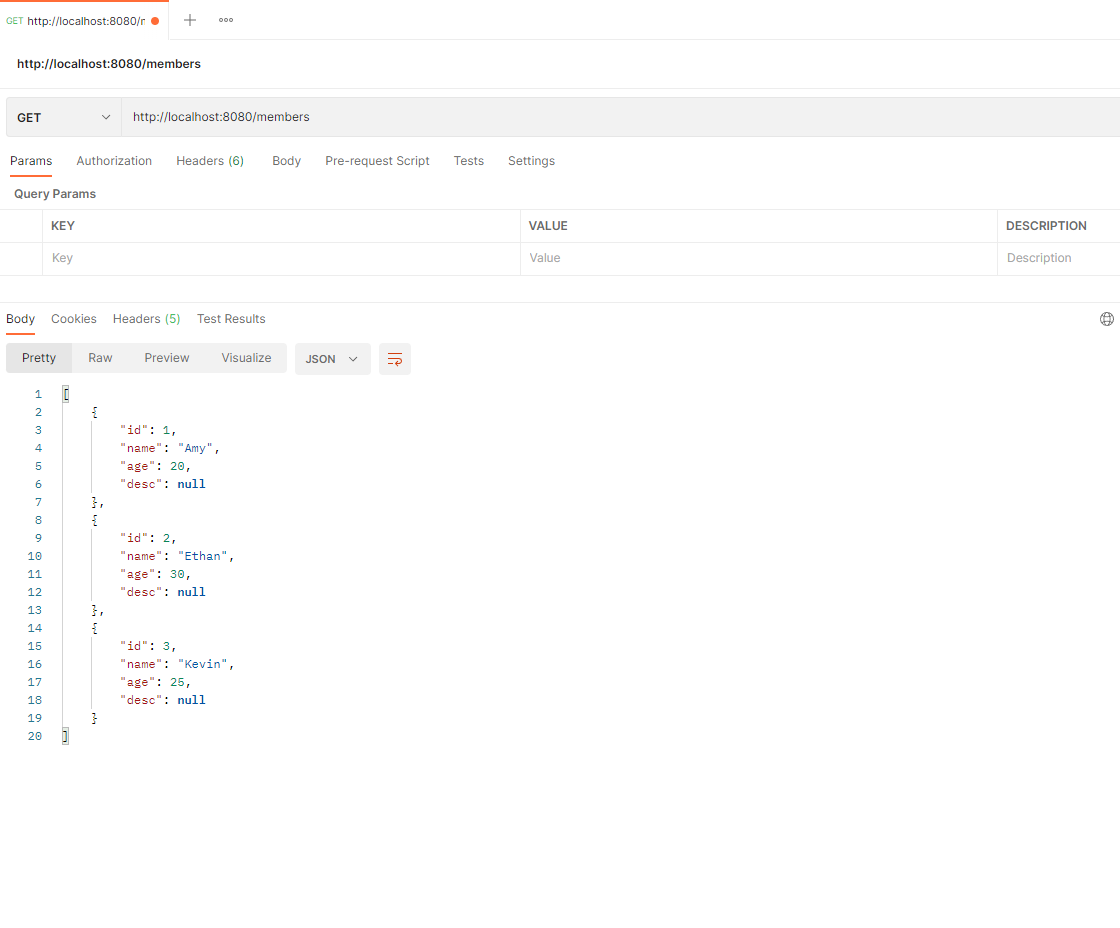 GET http://localhost:8080/r
http://localhost:8080/members
GET http://localhost:8080/members
Params Authorization Headers (6) Body Pre-request Script Tests Settings
Query Params
KEY VALUE DESCRIPTION
Key Value Description
Body Cookies Headers (5) Test Results
Pretty Raw Preview Visualize JSON
1 [
2 {
3 "id": 1,
4 "name": "Amy",
5 "age": 20,
6 "desc": null
7 },
8 {
9 "id": 2,
10 "name": "Ethan",
11 "age": 30,
12 "desc": null
13 },
14 {
15 "id": 3,
16 "name": "Kevin",
17 "age": 25,
18 "desc": null
19 }
20 ]